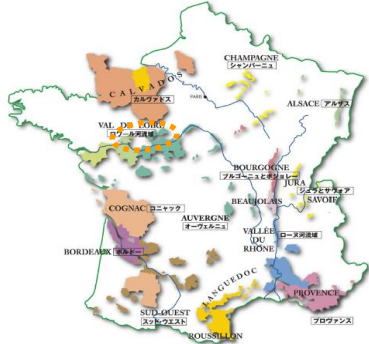 CALVADOS
カルヴァドス
PARIS
CHAMPAGNE
シャンパーニュ
ALSACE アルザス
VAL DE LOIRE
ロワール河流域
BOURGOGNE
ブルゴーニュとボジョレー
BEAUJOLAIS
JURA
ジュラとサヴォワ
SAVOIE
COGNAC コニャック
AUVERGNE
オーヴェルニュ
VALLÉE
DU
RHÔNE
ローヌ河流域
BORDEAUX ボルドー
LANGUEDOC
PROVENCE
プロヴァンス
SUD-OUEST
スッド・ウエスト
ROUSSILLON